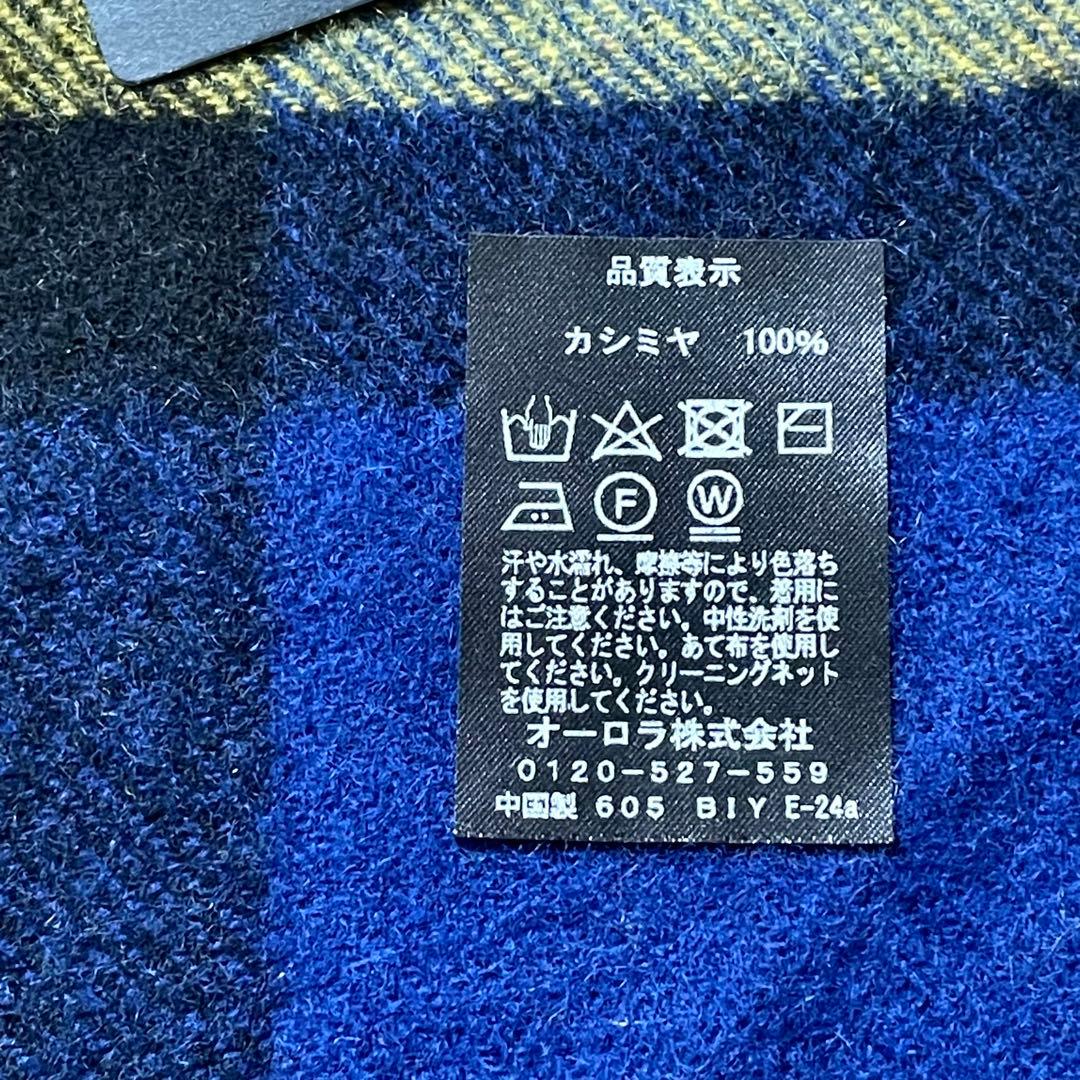 品質表示
カシミヤ 100%
F W
汗や水濡れ、摩擦等により色落ち
することがありますので、着用に
はご注意ください。中性洗剤を使
用してください。あて布を使用し
てください。クリーニングネット
を使用してください。
オーロラ株式会社
0120-527-559
中国製 605 BIY E-24a